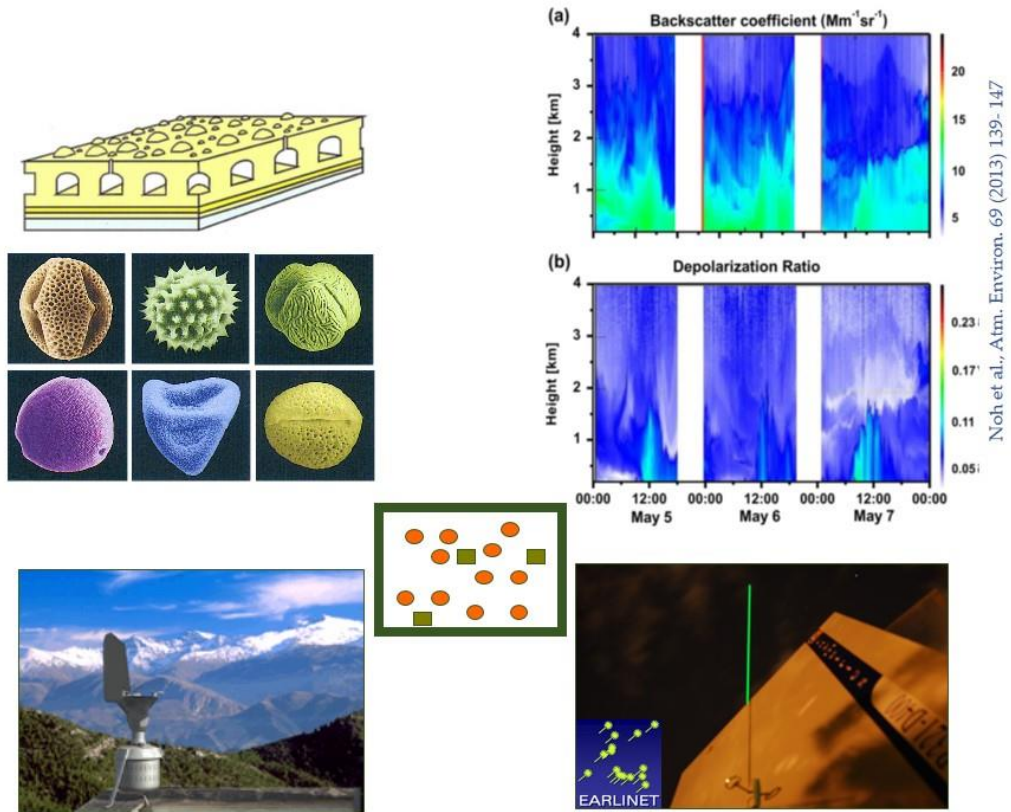 (a)
Backscatter coefficient (Mm⁻¹sr⁻¹)
4
3
2
1
Height [km]
20
15
10
5
(b)
Depolarization Ratio
4
3
2
1
Height [km]
0.23
0.17
0.11
0.05
00:00 12:00 00:00 12:00 00:00 12:00 00:00
May 5 May 6 May 7
Noh et al., Atm. Environ. 69 (2013) 139- 147
EARLINET